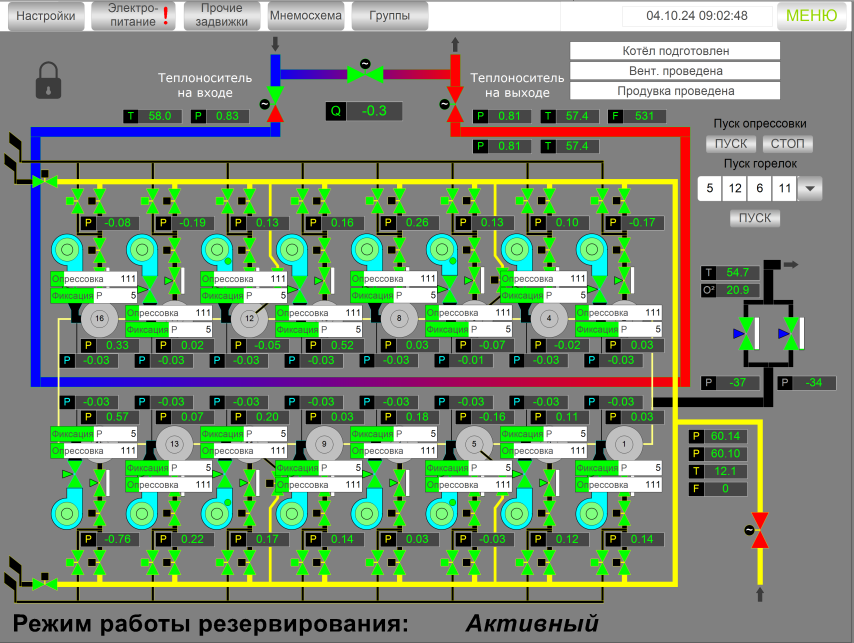 Настройки
Электро-
питание !
Прочие
задвижки
Мнемосхема
Группы
04.10.24 09:02:48
МЕНЮ
Котёл подготовлен
Вент. проведена
Продувка проведена
Теплоноситель
на входе
Теплоноситель
на выходе
T 58.0 P 0.83
Q -0.3
P 0.81 T 57.4 F 531
P 0.81 T 57.4
Пуск опрессовки
ПУСК СТОП
Пуск горелок
5 12 6 11
ПУСК
P -0.08 P -0.19 P 0.13 P 0.16 P 0.26 P 0.13 P 0.10 P -0.17
T 54.7
O² 20.9
Опрессовка 111 Опрессовка 111 Опрессовка 111 Опрессовка 111
Фиксация P 5 Фиксация P 5 Фиксация P 5 Фиксация P 5
Опрессовка 111 Опрессовка 111 Опрессовка 111 Опрессовка 111
Фиксация P 5 Фиксация P 5 Фиксация P 5 Фиксация P 5
16 12 8 4
P 0.33 P 0.02 P -0.05 P 0.52 P 0.03 P -0.07 P -0.02 P 0.03
P -0.03 P -0.03 P -0.03 P -0.03 P -0.03 P -0.01 P -0.03 P -0.03
P -37 P -34
P -0.03 P -0.03 P -0.03 P -0.03 P -0.03 P -0.03 P -0.03 P -0.03
P 0.57 P 0.07 P 0.20 P 0.03 P 0.18 P -0.16 P 0.11 P 0.03
Фиксация P 5 Фиксация P 5 Фиксация P 5 Фиксация P 5
13 9 5 1
Опрессовка 111 Опрессовка 111 Опрессовка 111 Опрессовка 111
Фиксация P 5 Фиксация P 5 Фиксация P 5 Фиксация P 5
Опрессовка 111 Опрессовка 111 Опрессовка 111 Опрессовка 111
P 60.14
P 60.10
T 12.1
F 0
P -0.76 P 0.22 P 0.17 P 0.14 P 0.03 P -0.03 P 0.12 P 0.14
Режим работы резервирования: Активный